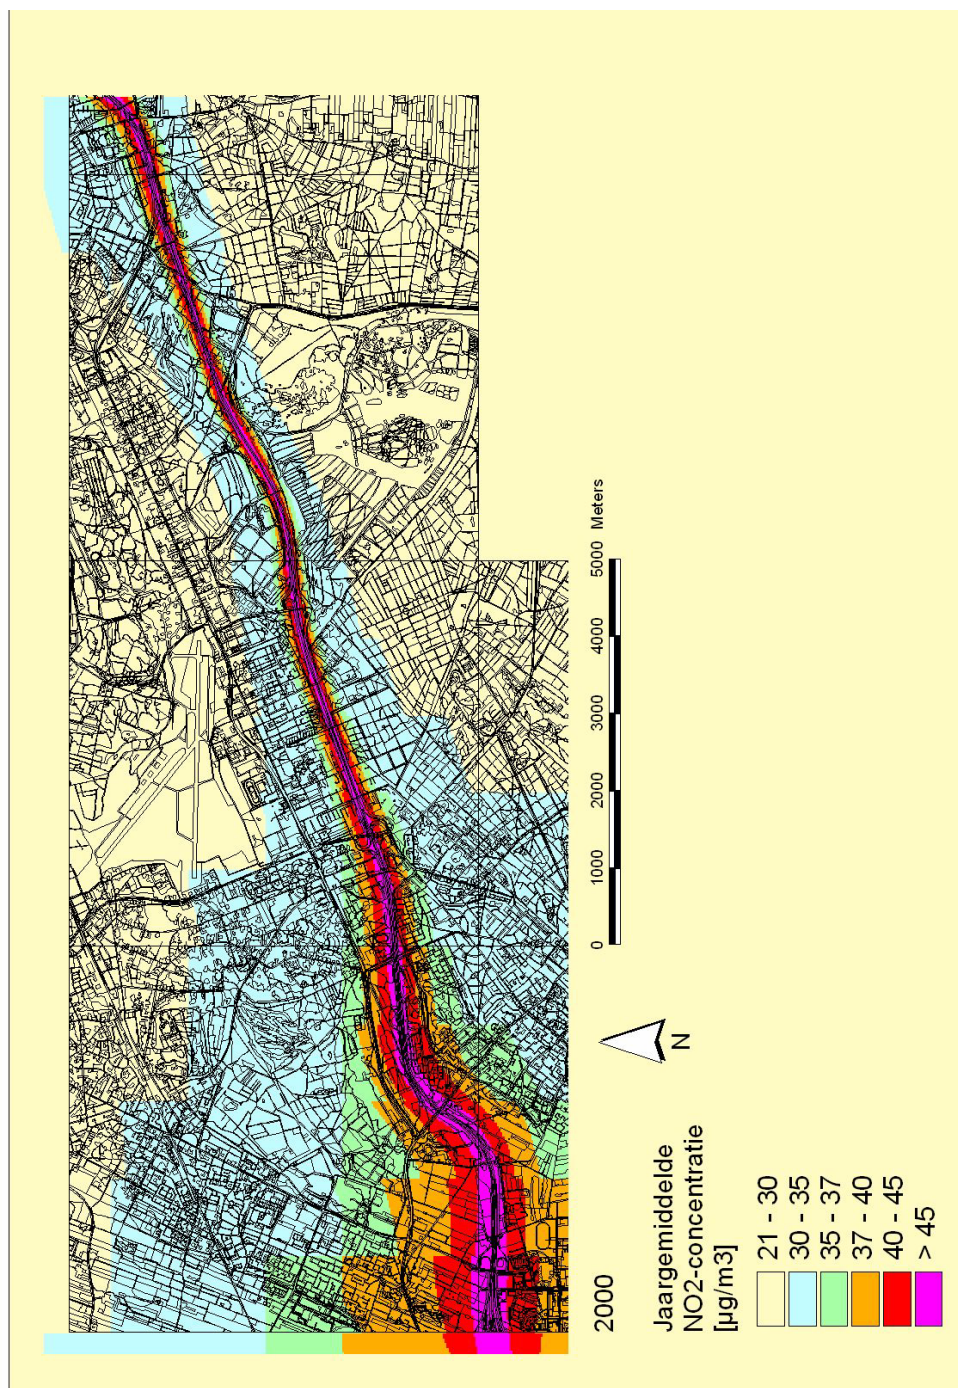 2000
Jaargemiddelde
NO2-concentratie
[µg/m3]
21 - 30
30 - 35
35 - 37
37 - 40
40 - 45
> 45
N
0 1000 2000 3000 4000 5000 Meters